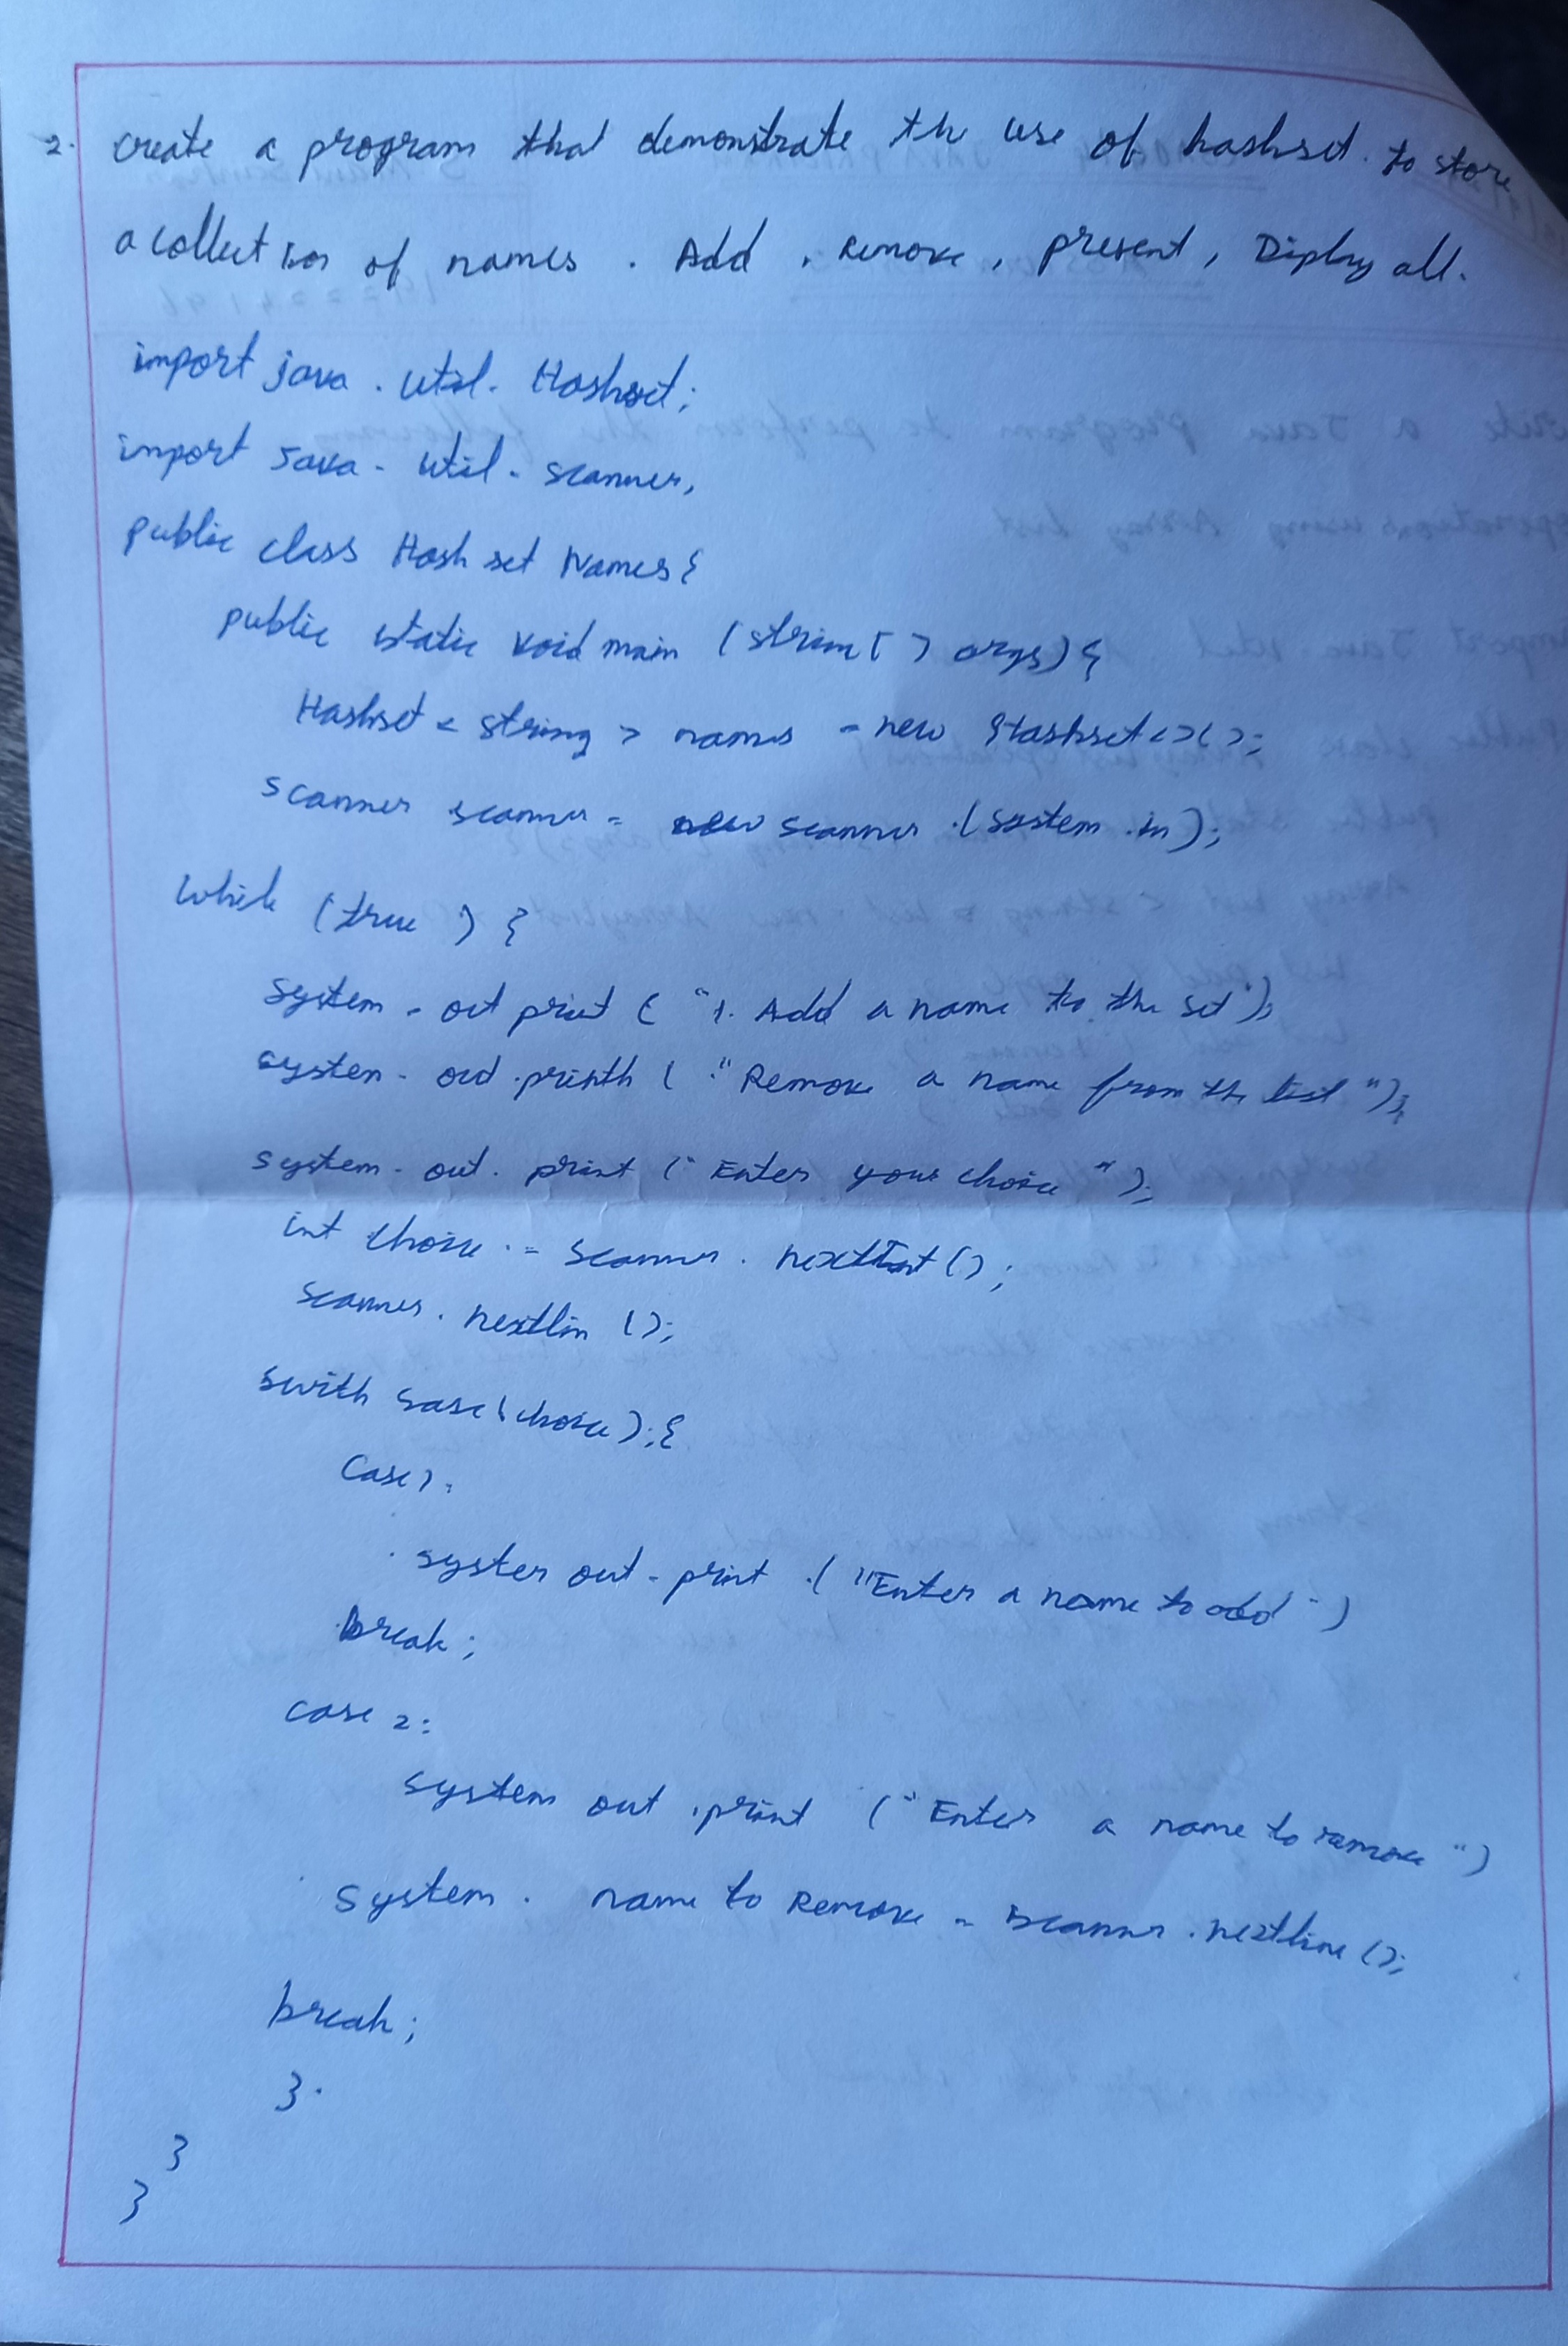 2. create a program that demonstrate the use of hashset. to store
a collection of names. Add, Remove, present, Diplay all.
import java.util.Hashset;
import java.util.scanner,
public class Hash set Names{
public static void main (string[] args){
Hashset<string> names = new Hashset<>();
scanner scanner = new scanner.(system.in);
while (true) {
system.out print ("1. Add a name to the set");
system.out.println ("Remove a name from the list");
system.out.print ("Enter your choice");
int choice = scanner.nextInt();
scanner.nextlin ();
swith case(choice);{
case 1:
system out.print.("Enter a name to add")
break;
case 2:
system out.print ("Enter a name to remove")
system. name to Remove = scanner.nextline();
break;
}
}
}